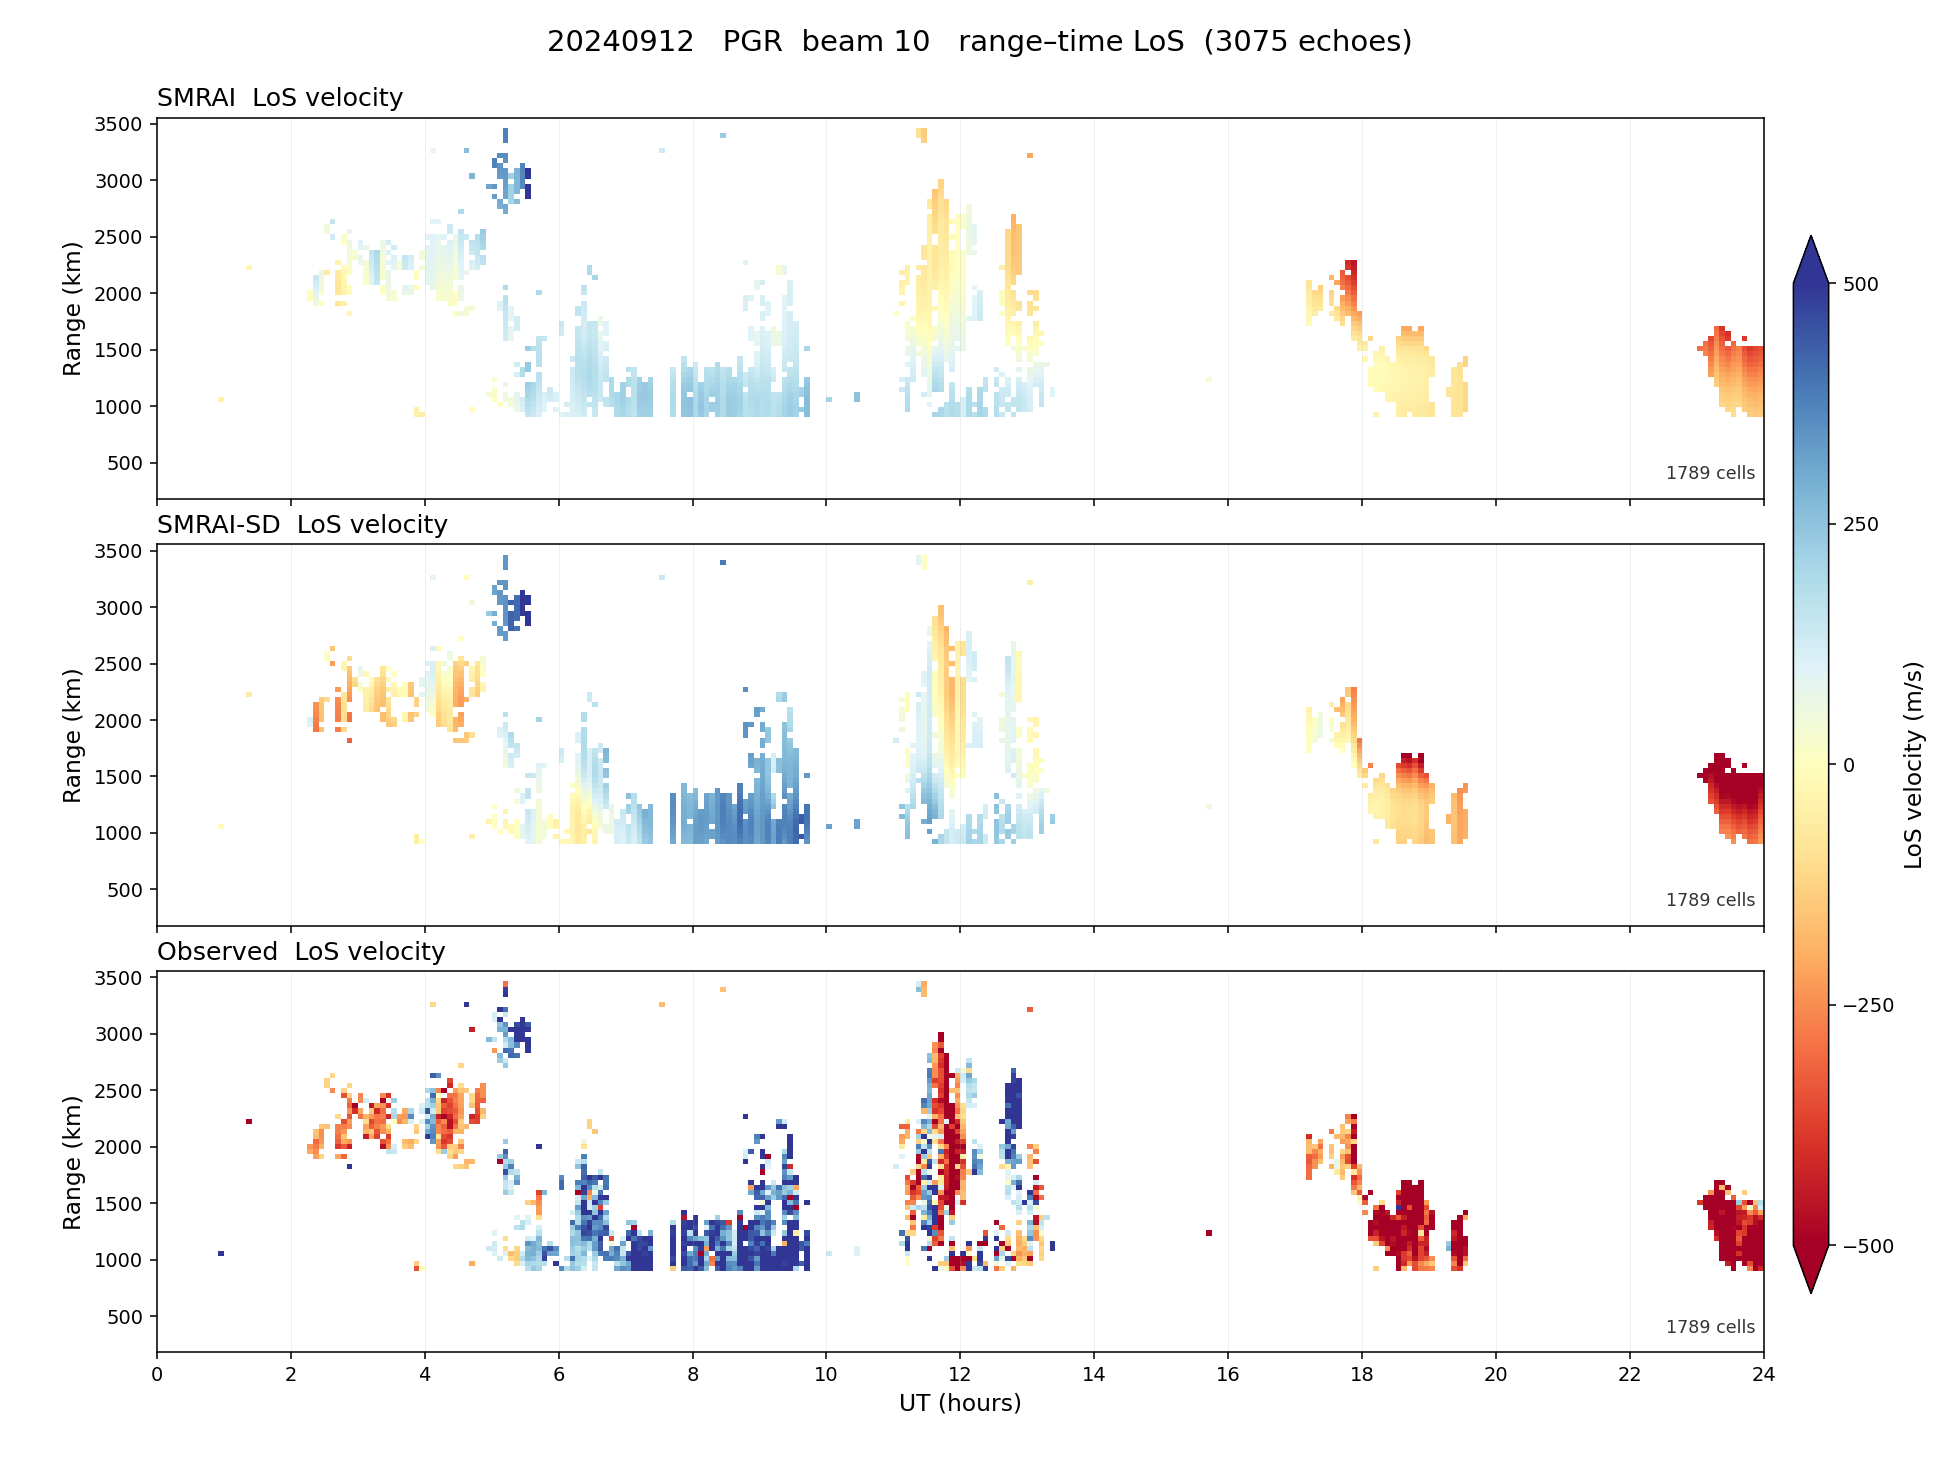 20240912   PGR  beam 10   range–time LoS  (3075 echoes)
SMRAI  LoS velocity
3500
3000
2500
2000
1500
1000
500
Range (km)
1789 cells
SMRAI-SD  LoS velocity
3500
3000
2500
2000
1500
1000
500
Range (km)
1789 cells
Observed  LoS velocity
3500
3000
2500
2000
1500
1000
500
Range (km)
1789 cells
0 2 4 6 8 10 12 14 16 18 20 22 24
UT (hours)
500
250
0
−250
−500
LoS velocity (m/s)